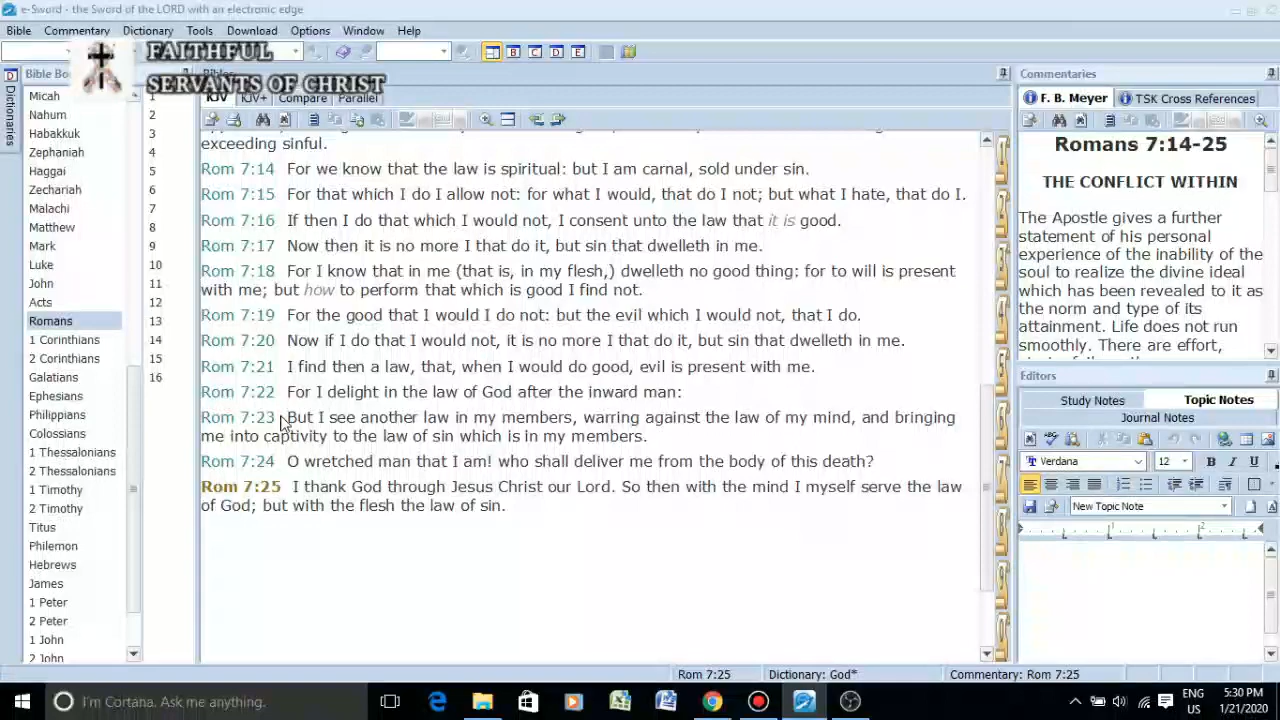 e-Sword - the Sword of the LORD with an electronic edge
Bible Commentary Dictionary Tools Download Options Window Help
FAITHFUL
SERVANTS OF CHRIST
B C D E
Dictionaries
Bible Boo
Micah
Nahum
Habakkuk
Zephaniah
Haggai
Zechariah
Malachi
Matthew
Mark
Luke
John
Acts
Romans
1 Corinthians
2 Corinthians
Galatians
Ephesians
Philippians
Colossians
1 Thessalonians
2 Thessalonians
1 Timothy
2 Timothy
Titus
Philemon
Hebrews
James
1 Peter
2 Peter
1 John
2 John
1
2
3
4
5
6
7
8
9
10
11
12
13
14
15
16
Bibles
KJV KJV+ Compare Parallel
exceeding sinful.
Rom 7:14 For we know that the law is spiritual: but I am carnal, sold under sin.
Rom 7:15 For that which I do I allow not: for what I would, that do I not; but what I hate, that do I.
Rom 7:16 If then I do that which I would not, I consent unto the law that it is good.
Rom 7:17 Now then it is no more I that do it, but sin that dwelleth in me.
Rom 7:18 For I know that in me (that is, in my flesh,) dwelleth no good thing: for to will is present
with me; but how to perform that which is good I find not.
Rom 7:19 For the good that I would I do not: but the evil which I would not, that I do.
Rom 7:20 Now if I do that I would not, it is no more I that do it, but sin that dwelleth in me.
Rom 7:21 I find then a law, that, when I would do good, evil is present with me.
Rom 7:22 For I delight in the law of God after the inward man:
Rom 7:23 But I see another law in my members, warring against the law of my mind, and bringing
me into captivity to the law of sin which is in my members.
Rom 7:24 O wretched man that I am! who shall deliver me from the body of this death?
Rom 7:25 I thank God through Jesus Christ our Lord. So then with the mind I myself serve the law
of God; but with the flesh the law of sin.
Commentaries
F. B. Meyer TSK Cross References
Romans 7:14-25
THE CONFLICT WITHIN
The Apostle gives a further
statement of his personal
experience of the inability of the
soul to realize the divine ideal
which has been revealed to it as
the norm and type of its
attainment. Life does not run
smoothly. There are effort,
Editors
Study Notes Topic Notes
Journal Notes
Verdana 12 B I U
New Topic Note
1 2
Rom 7:25 Dictionary: God* Commentary: Rom 7:25
I'm Cortana. Ask me anything.
ENG
US
5:30 PM
1/21/2020